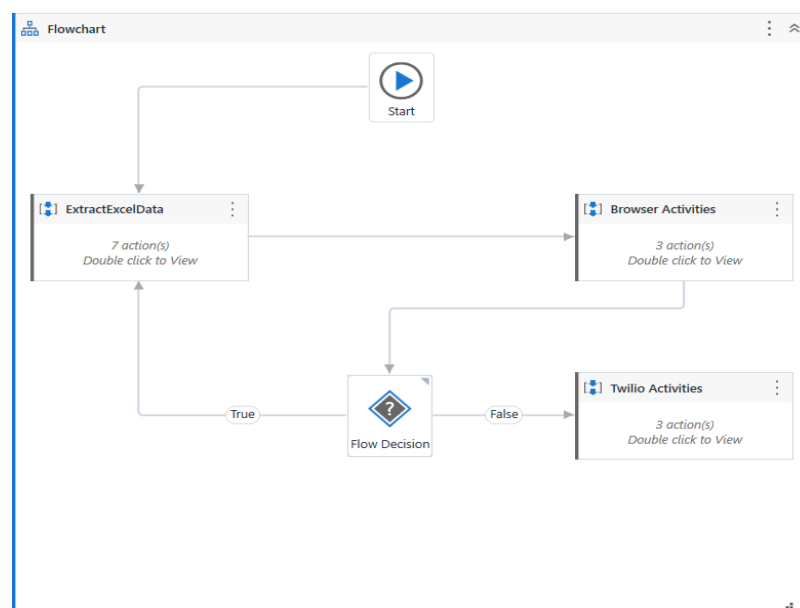 Flowchart
Start
ExtractExcelData
7 action(s)
Double click to View
Browser Activities
3 action(s)
Double click to View
?
Flow Decision
True
False
Twilio Activities
3 action(s)
Double click to View